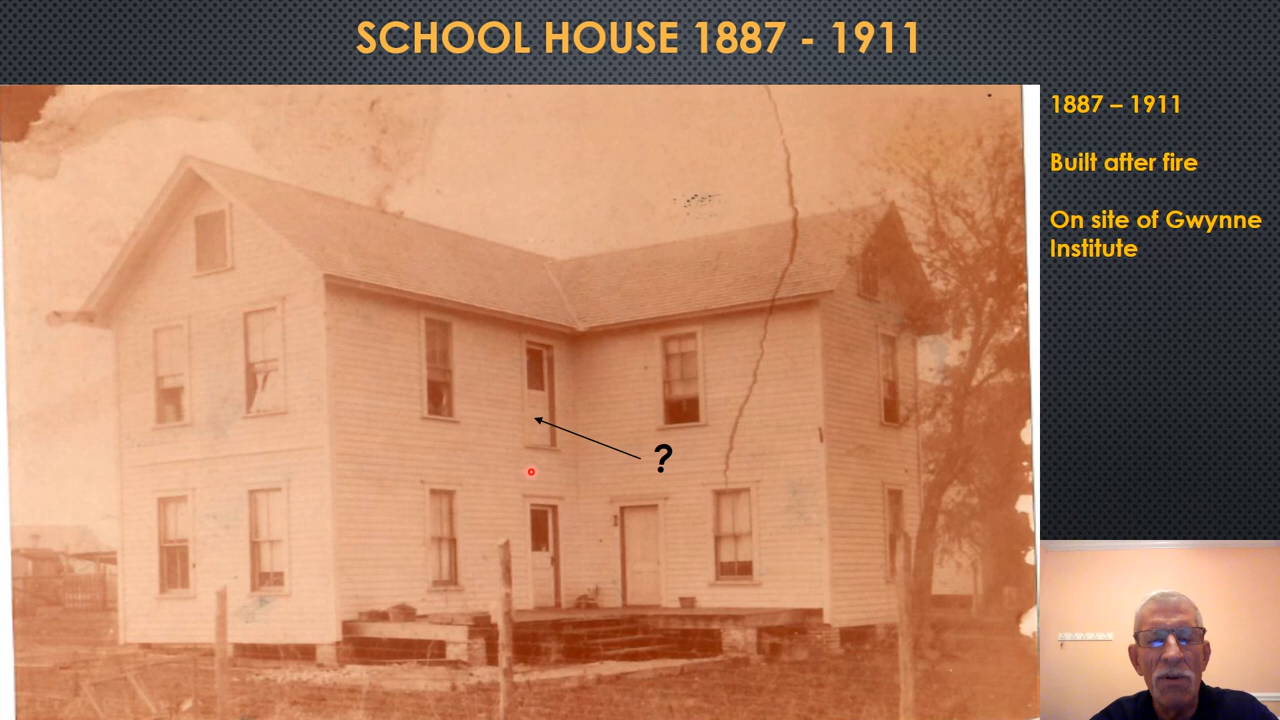 SCHOOL HOUSE 1887 - 1911
1887 – 1911
Built after fire
On site of Gwynne
Institute
?